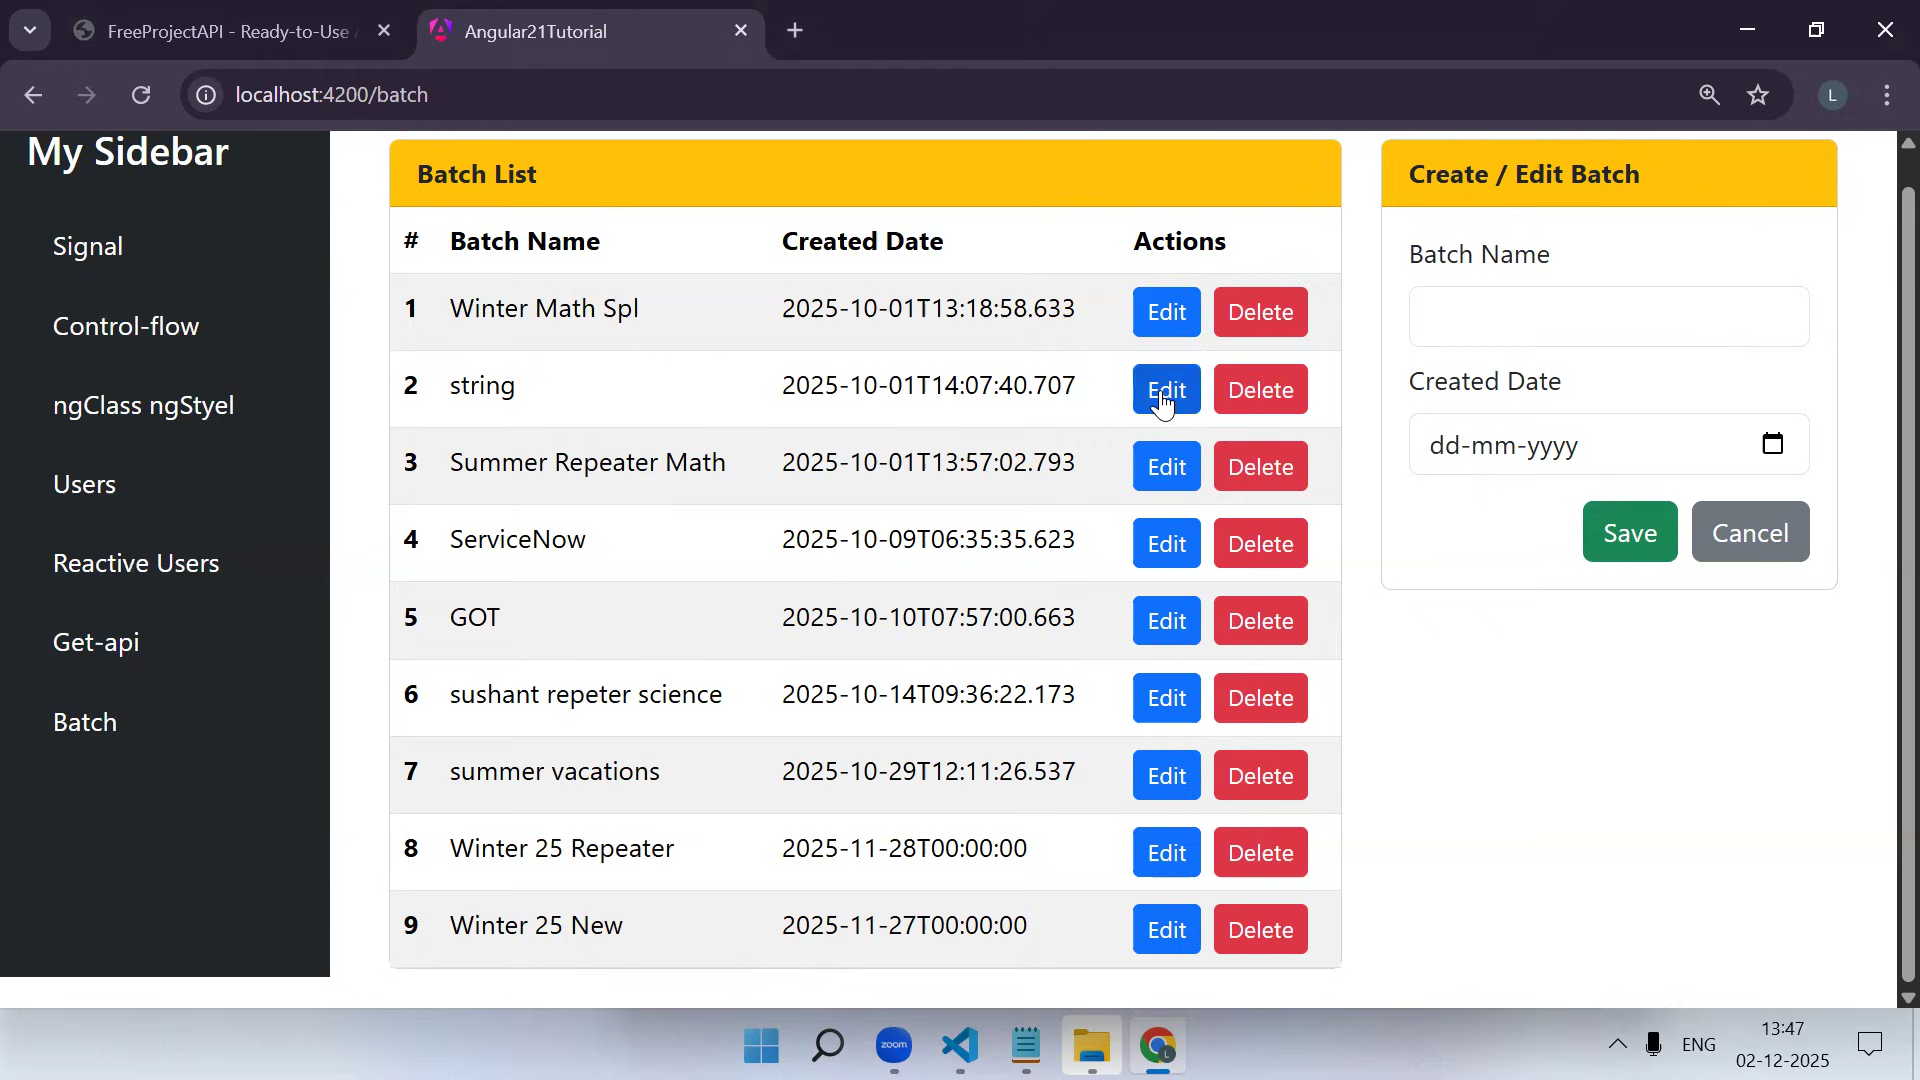 FreeProjectAPI - Ready-to-Use
Angular21Tutorial
localhost:4200/batch
L
My Sidebar
Signal
Control-flow
ngClass ngStyel
Users
Reactive Users
Get-api
Batch
Batch List
# Batch Name Created Date Actions
1 Winter Math Spl 2025-10-01T13:18:58.633 Edit Delete
2 string 2025-10-01T14:07:40.707 Edit Delete
3 Summer Repeater Math 2025-10-01T13:57:02.793 Edit Delete
4 ServiceNow 2025-10-09T06:35:35.623 Edit Delete
5 GOT 2025-10-10T07:57:00.663 Edit Delete
6 sushant repeter science 2025-10-14T09:36:22.173 Edit Delete
7 summer vacations 2025-10-29T12:11:26.537 Edit Delete
8 Winter 25 Repeater 2025-11-28T00:00:00 Edit Delete
9 Winter 25 New 2025-11-27T00:00:00 Edit Delete
Create / Edit Batch
Batch Name
Created Date
dd-mm-yyyy
Save Cancel
zoom
L
ENG
13:47
02-12-2025